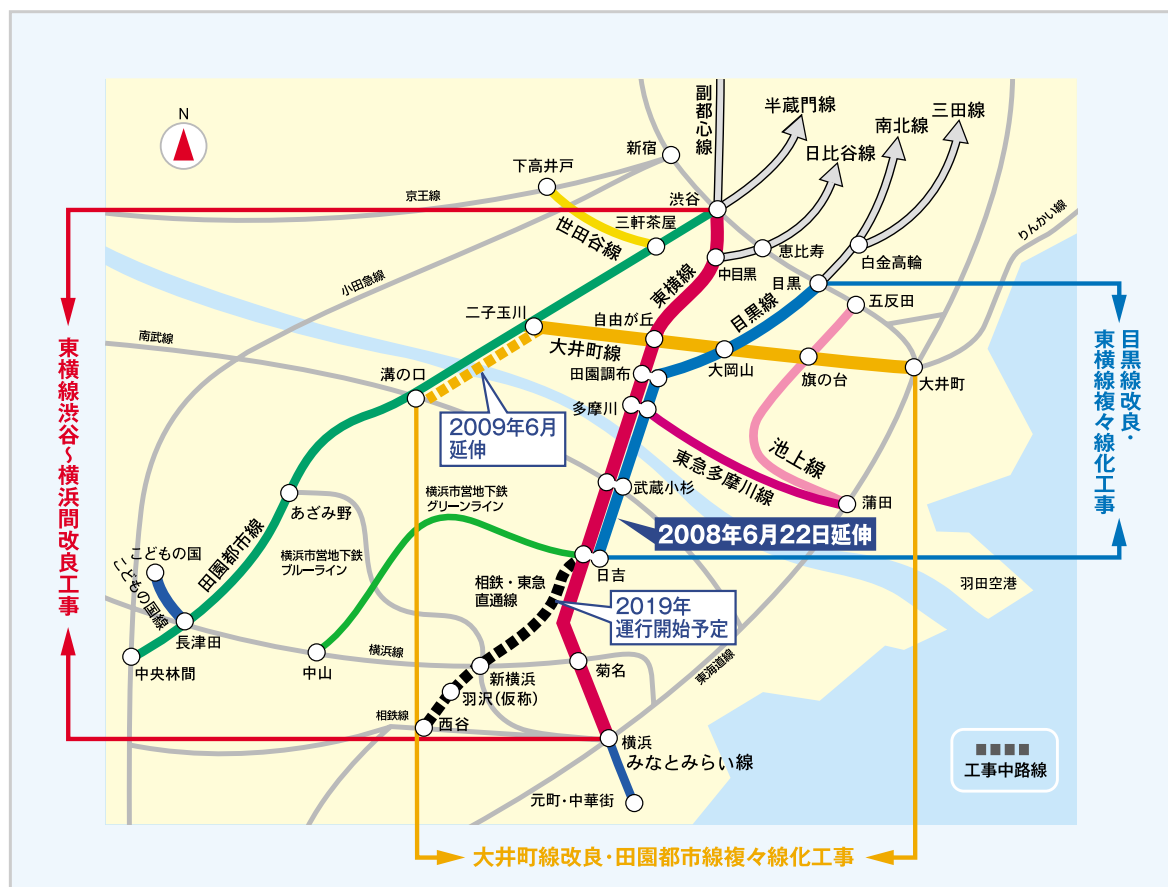 N
副都心線
半蔵門線
三田線
南北線
日比谷線
新宿
下高井戸
京王線
渋谷
三軒茶屋
世田谷線
りんかい線
恵比寿
白金高輪
中目黒
東横線
目黒
小田急線
目黒線
五反田
二子玉川
自由が丘
南武線
大井町線
大岡山
旗の台
大井町
溝の口
田園調布
多摩川
2009年6月
延伸
池上線
東急多摩川線
武蔵小杉
蒲田
横浜市営地下鉄
グリーンライン
あざみ野
2008年6月22日延伸
田園都市線
横浜市営地下鉄
ブルーライン
こどもの国
こどもの国線
日吉
相鉄・東急
直通線
羽田空港
2019年
運行開始予定
長津田
中央林間
中山
横浜線
新横浜
菊名
東海道線
羽沢(仮称)
相鉄線
西谷
横浜
みなとみらい線
元町・中華街
工事中路線
東横線渋谷～横浜間改良工事
目黒線改良・
東横線複々線化工事
大井町線改良・田園都市線複々線化工事